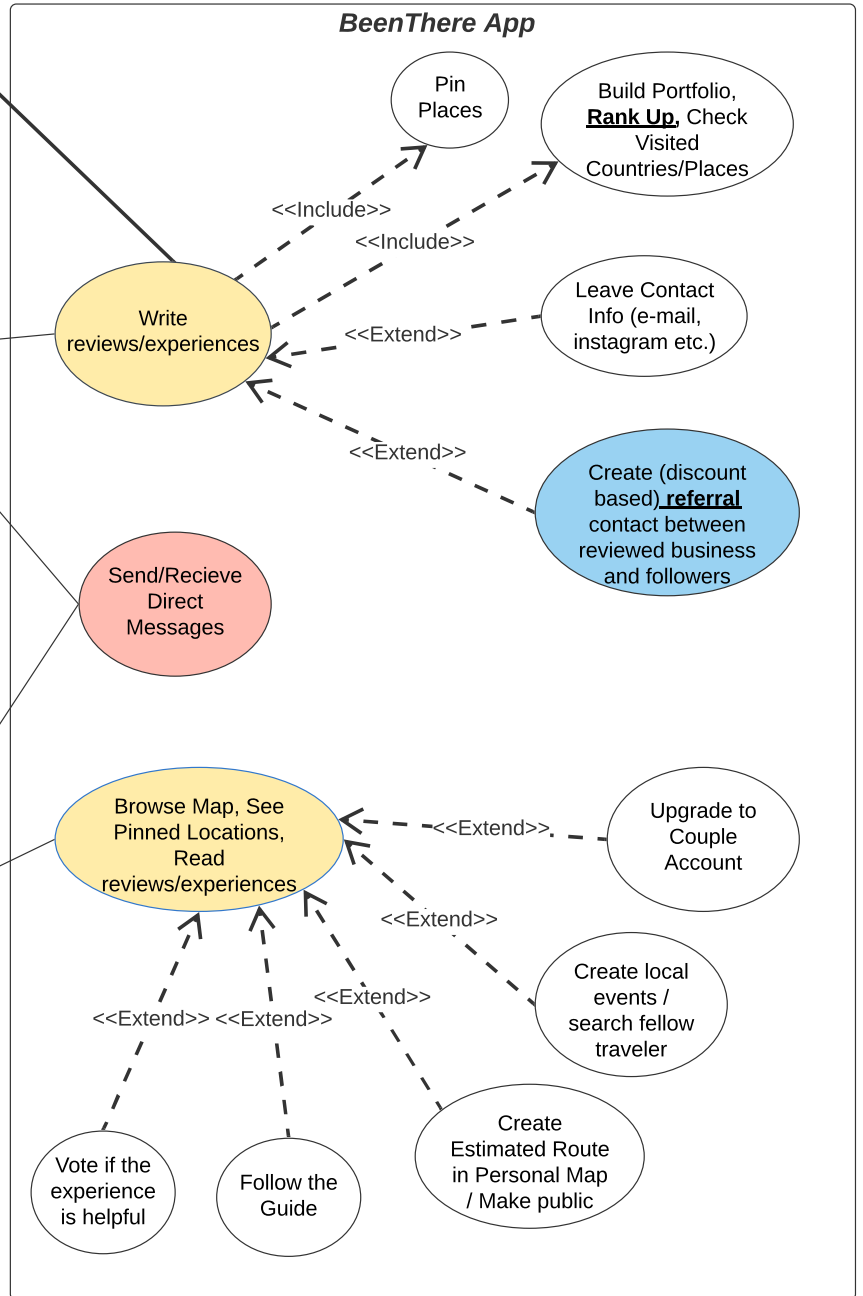 BeenThere App
Pin
Places
Build Portfolio,
Rank Up, Check
Visited
Countries/Places
<<Include>>
<<Include>>
Write
reviews/experiences
Leave Contact
Info (e-mail,
instagram etc.)
<<Extend>>
<<Extend>>
Create (discount
based) referral
contact between
reviewed business
and followers
Send/Recieve
Direct
Messages
Browse Map, See
Pinned Locations,
Read
reviews/experiences
<<Extend>>
Upgrade to
Couple
Account
<<Extend>>
Create local
events /
search fellow
traveler
<<Extend>>
<<Extend>>
<<Extend>>
Vote if the
experience
is helpful
Follow the
Guide
Create
Estimated Route
in Personal Map
/ Make public